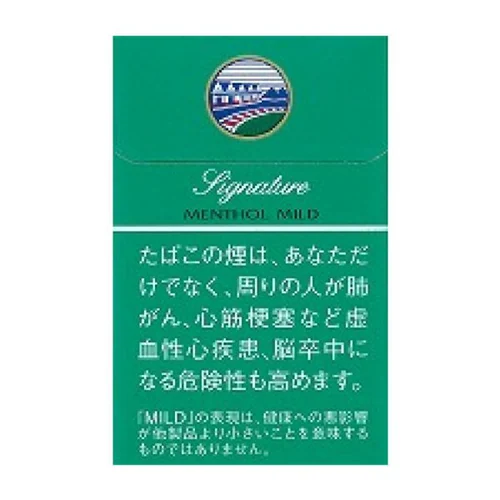 Signature
MENTHOL MILD
たばこの煙は、あなただ
けでなく、周りの人が肺
がん、心筋梗塞など虚
血性心疾患、脳卒中に
なる危険性も高めます。
「MILD」の表現は、健康への悪影響
が他製品より小さいことを意味する
ものではありません。